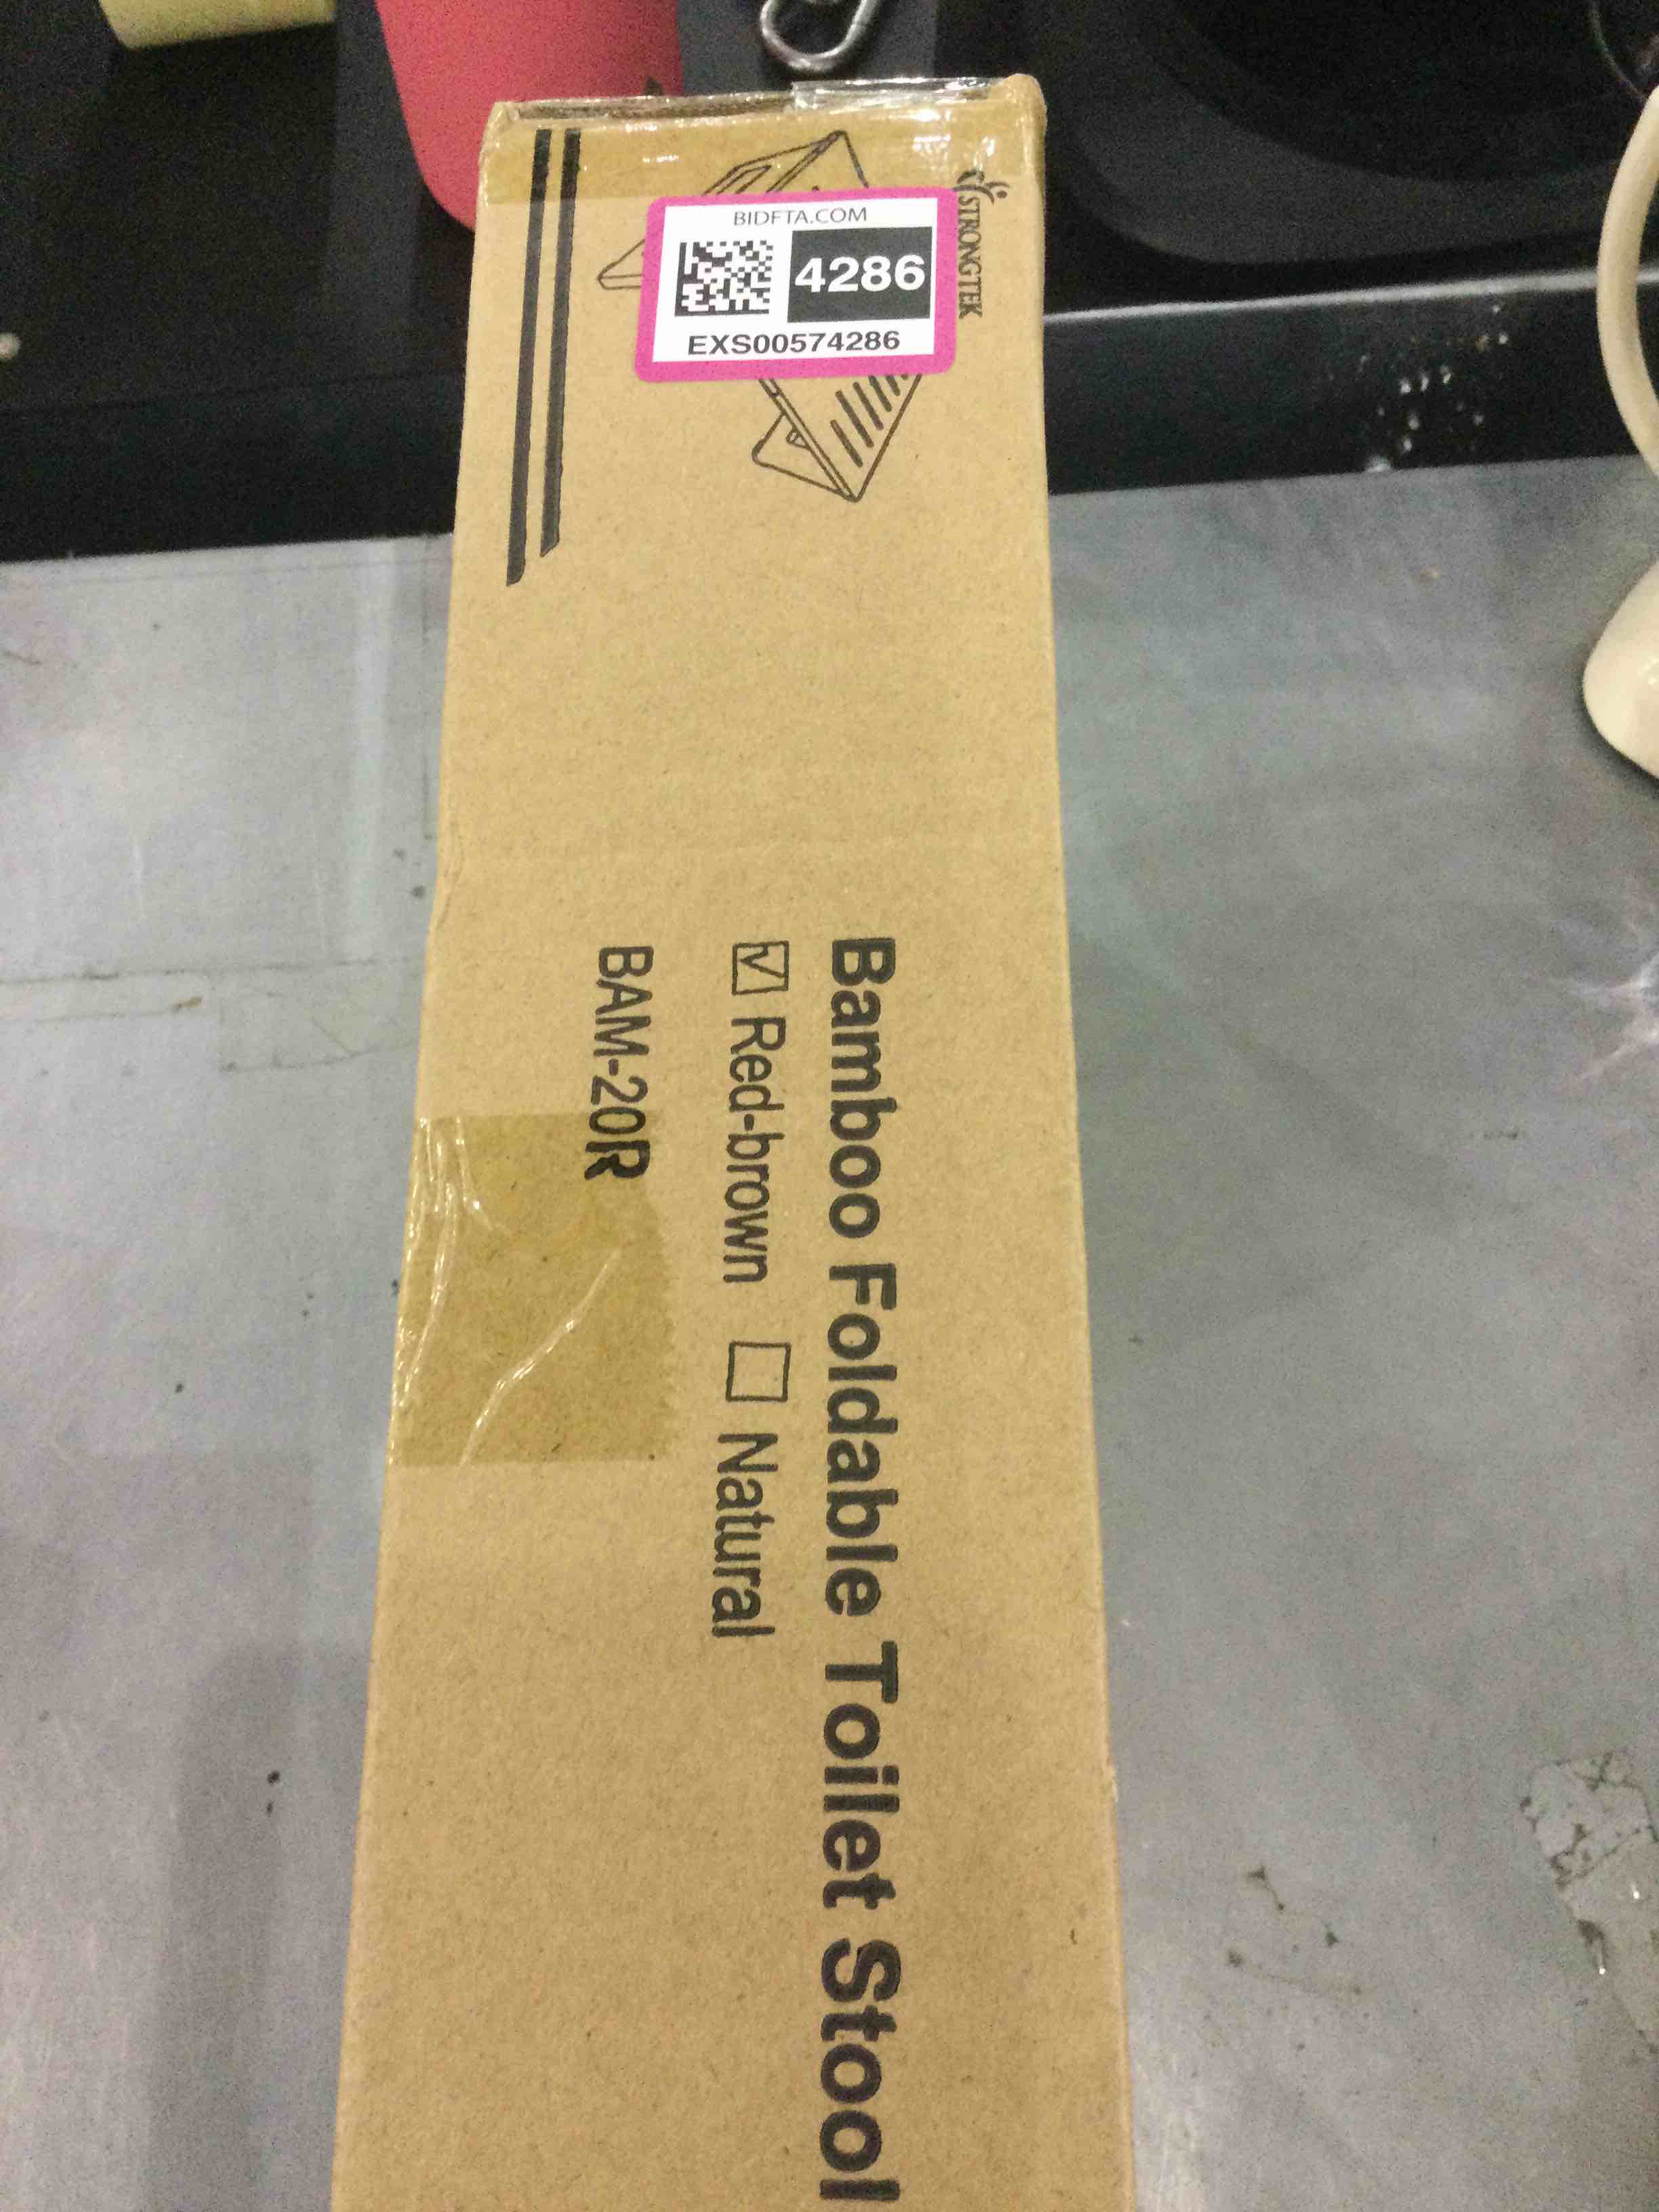 BIDFTA.COM
4286
EXS00574286
STRONGTEK
Bamboo Foldable Toilet Stool
☑ Red-brown ☐ Natural
BAM-20R